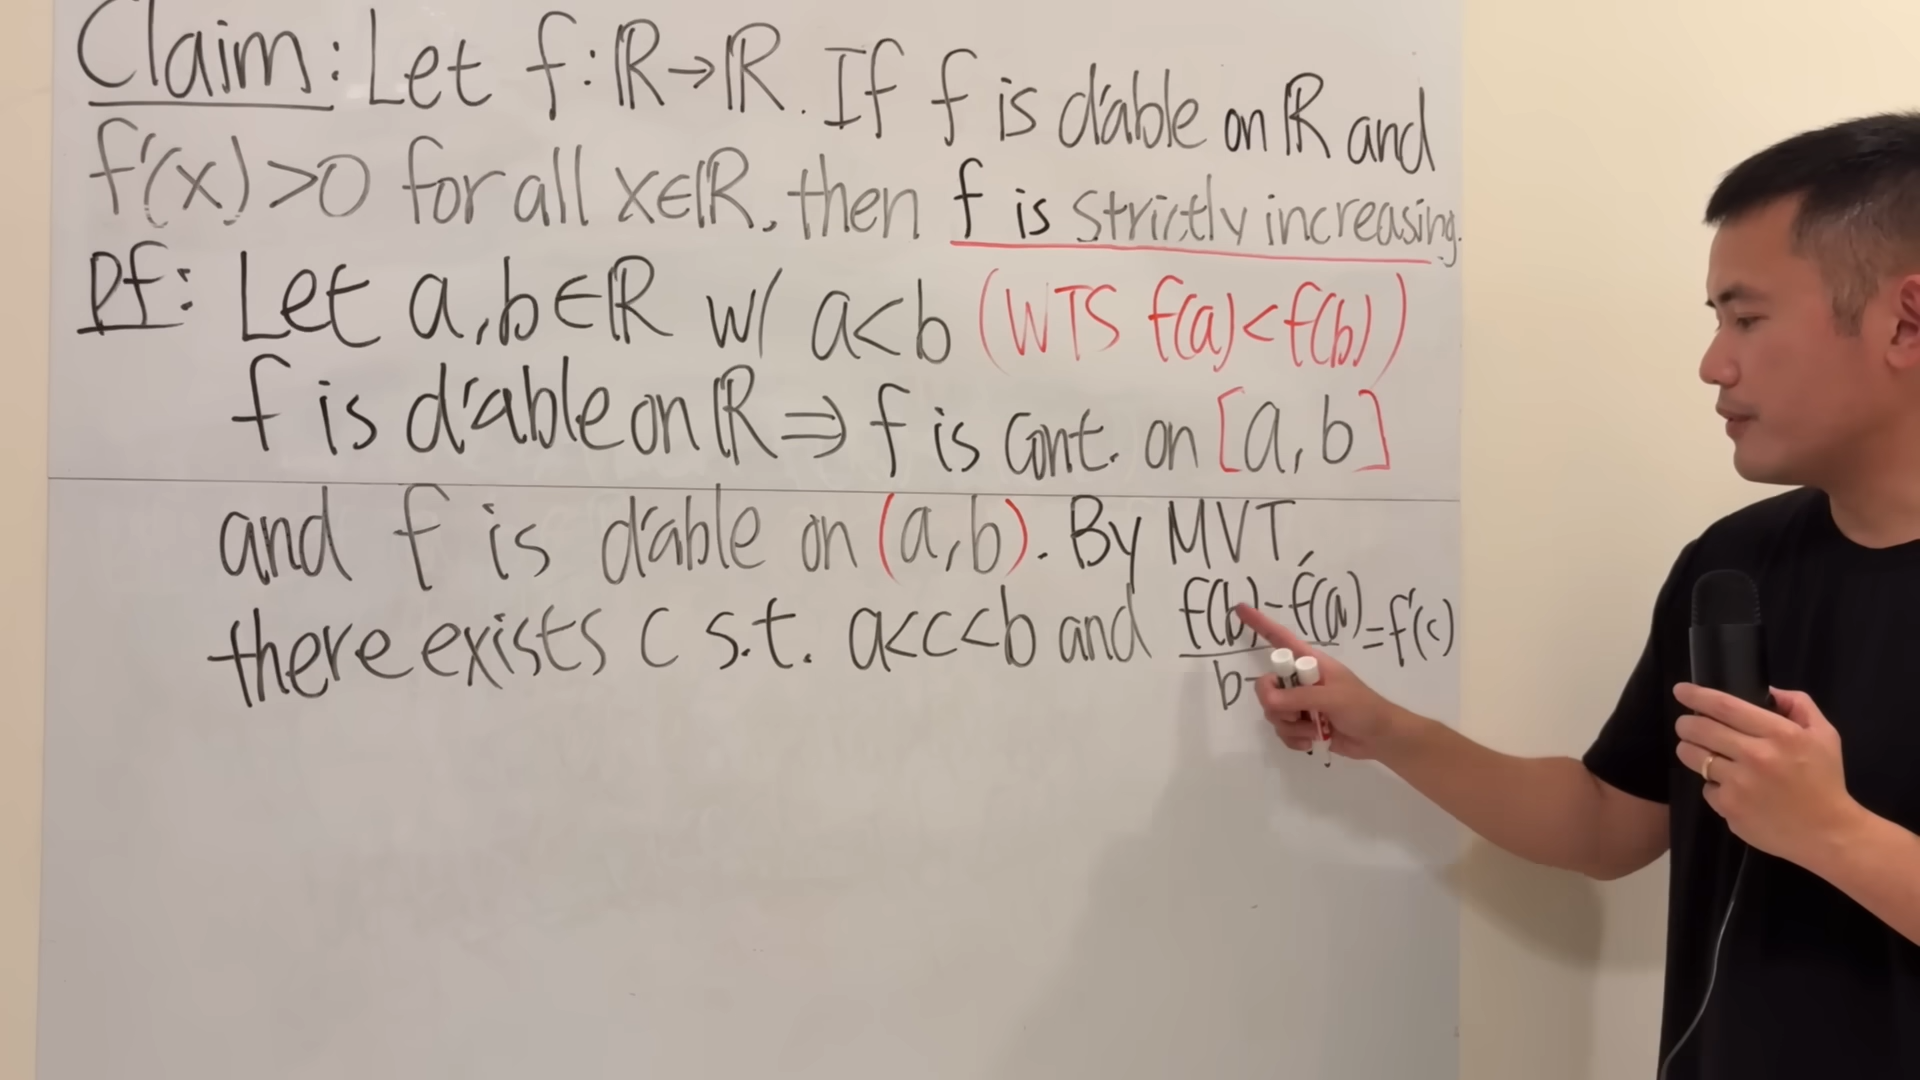 Claim: Let f: ℝ→ℝ. If f is d'able on ℝ and
f'(x)>0 for all x∈ℝ, then f is strictly increasing.
Pf: Let a,b∈ℝ w/ a<b (WTS f(a)<f(b))
f is d'able on ℝ ⇒ f is cont. on [a,b]
and f is d'able on (a,b). By MVT,
there exists c s.t. a<c<b and f(b)-f(a)/b- =f'(c)